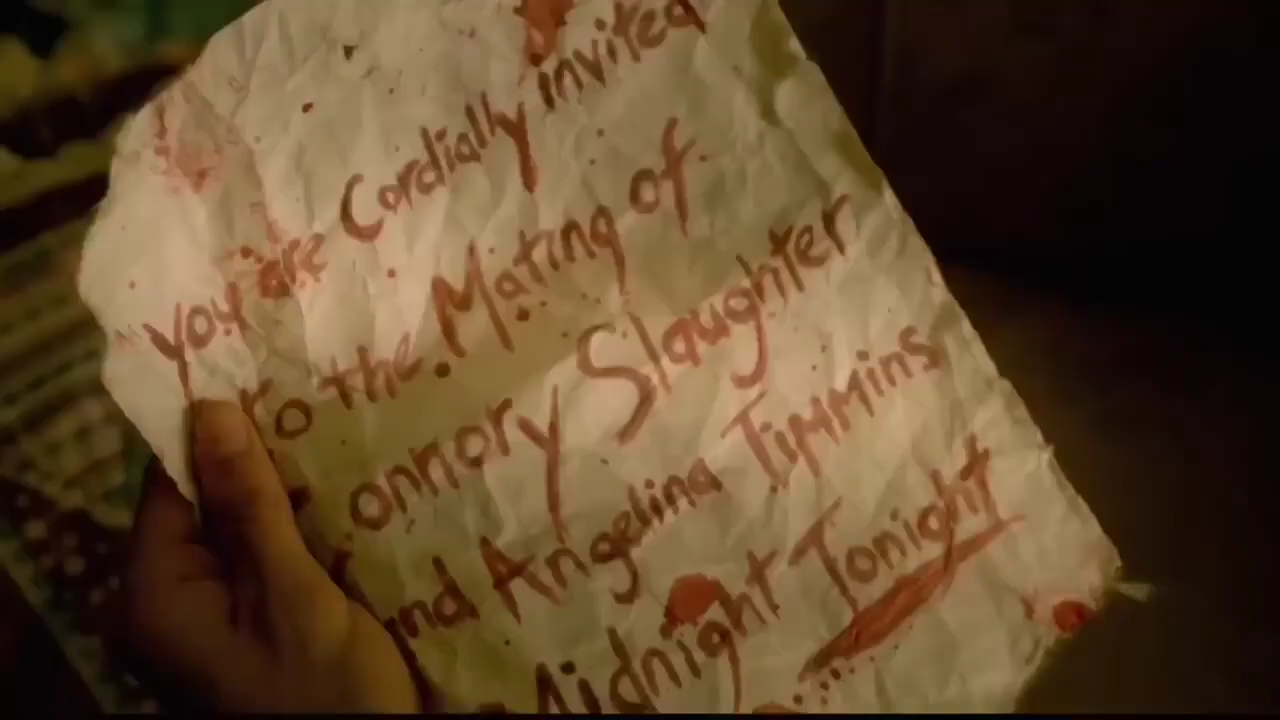 you are Cordially invited
to the Mating of
onnory Slaughter
and Angelina Timmins
Midnight Tonight